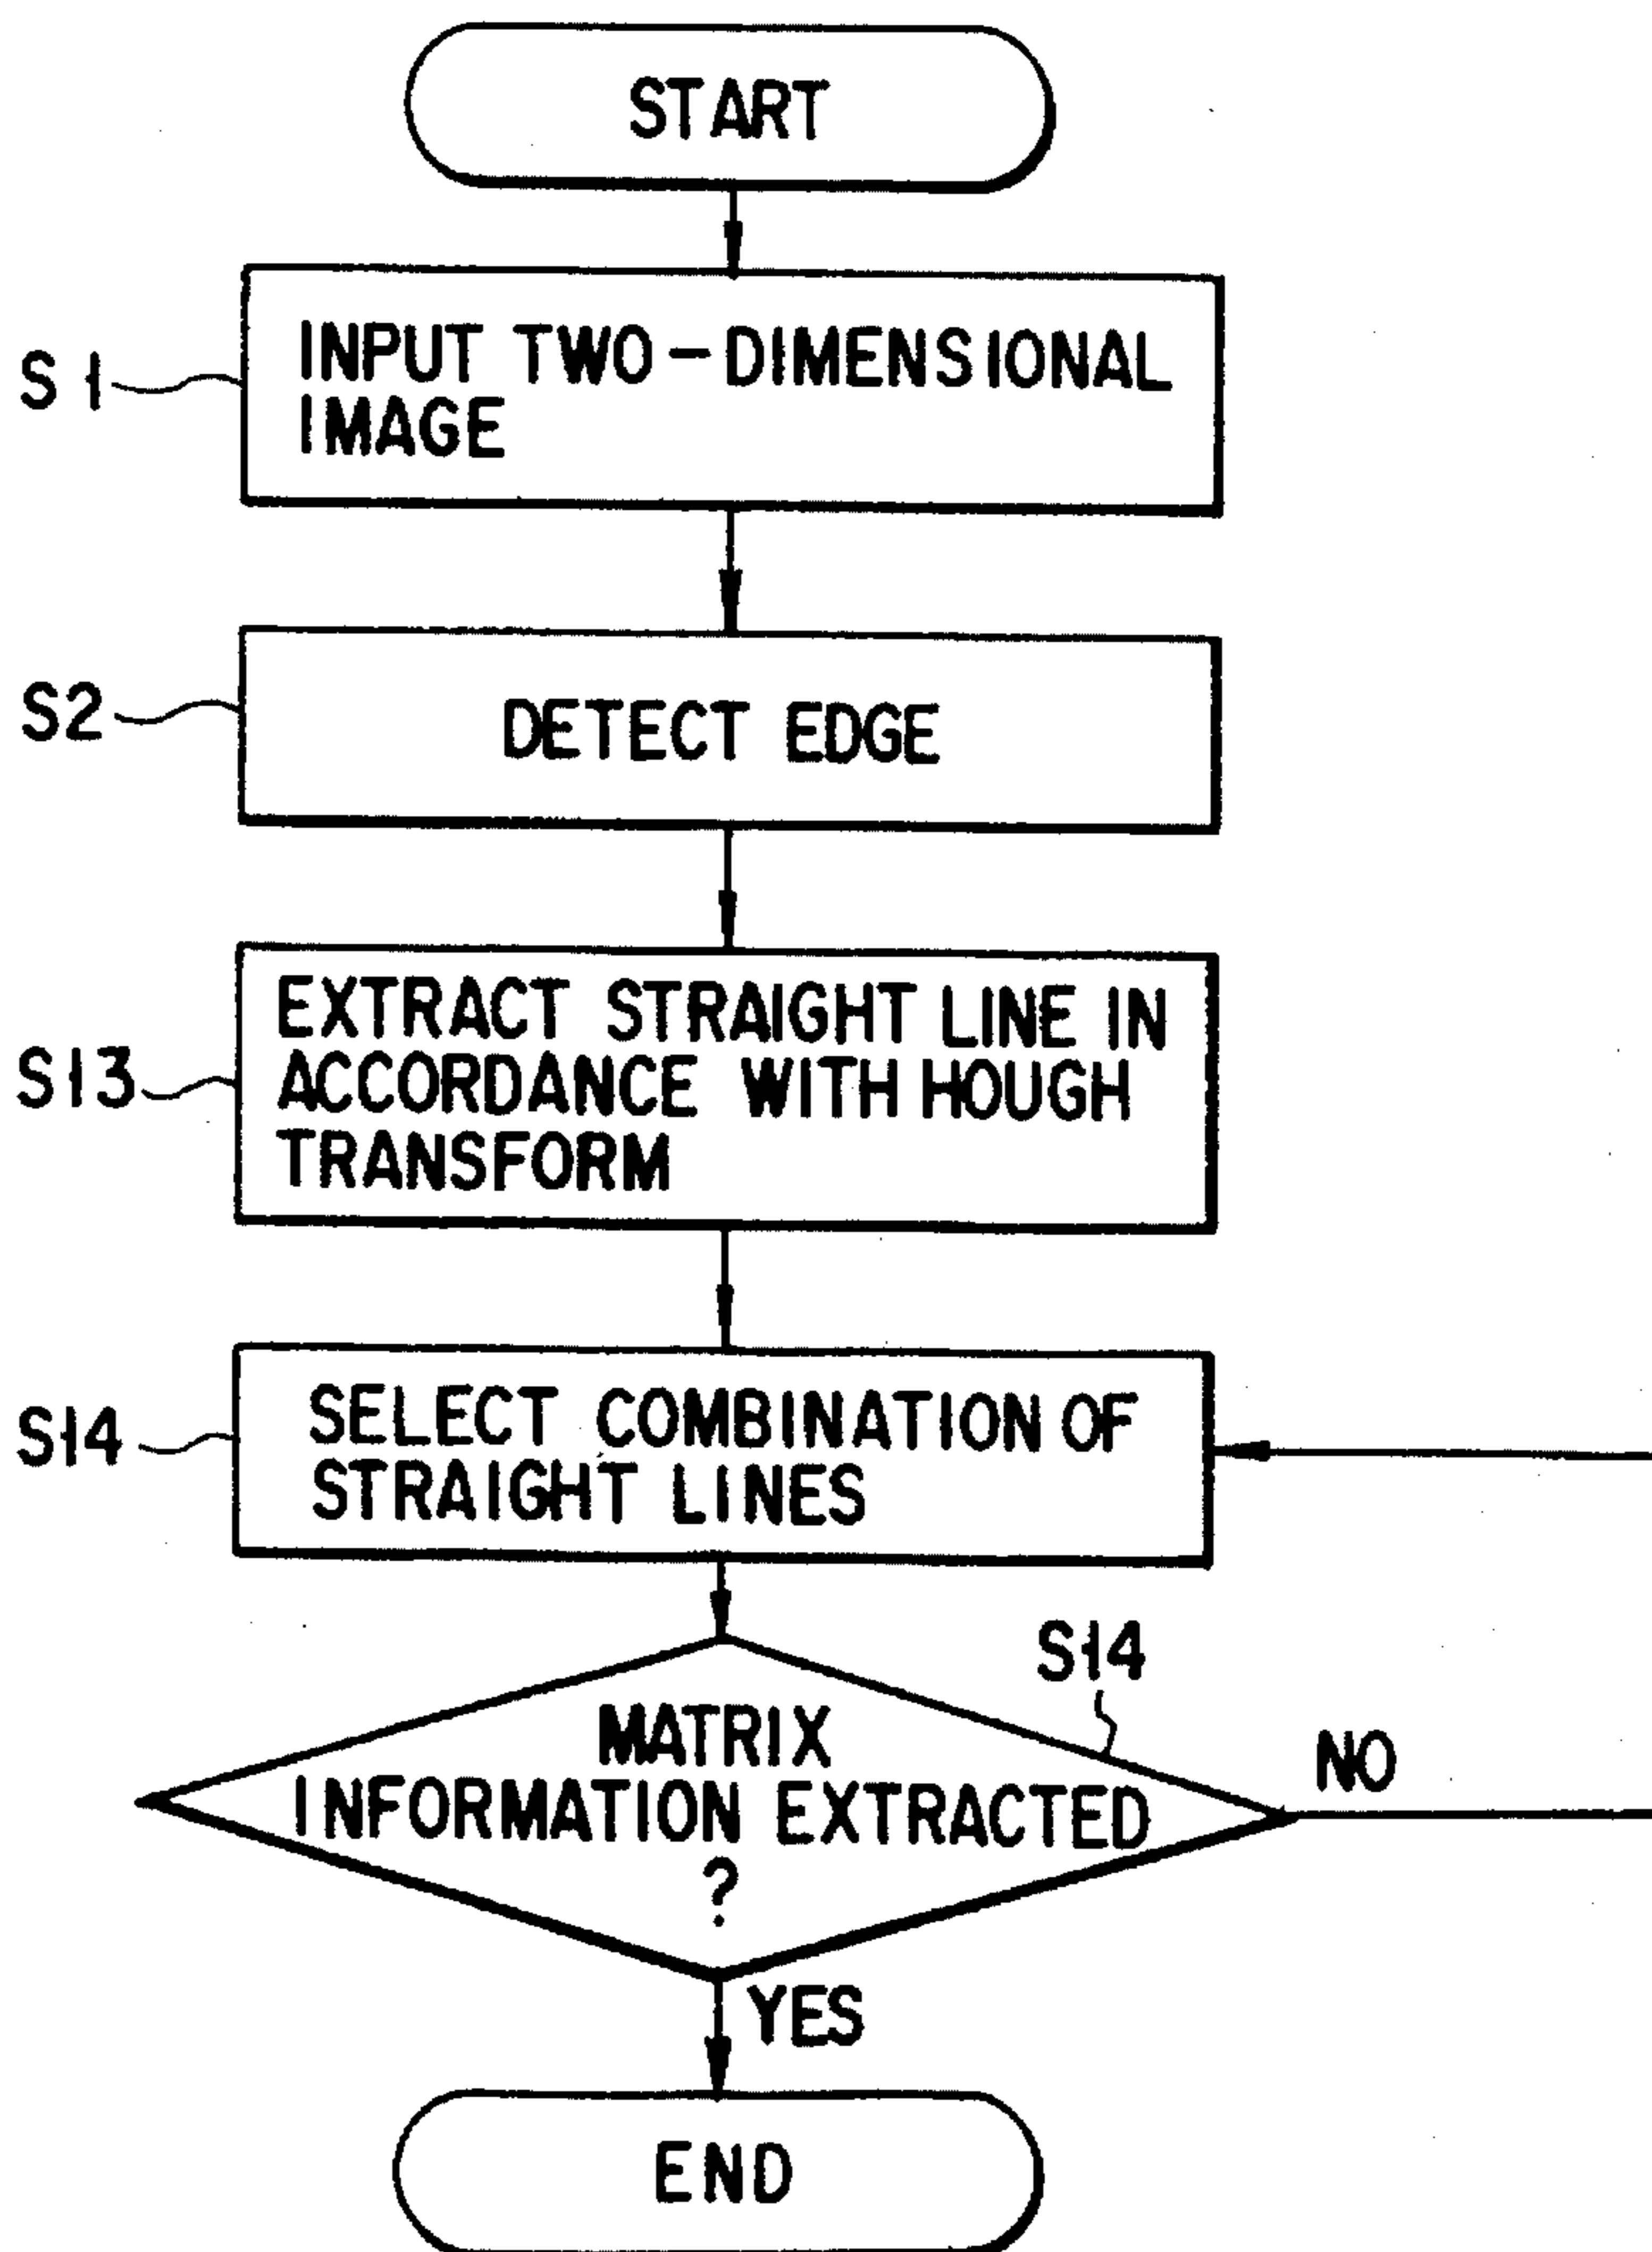 START
S1
INPUT TWO-DIMENSIONAL
IMAGE
S2
DETECT EDGE
S13
EXTRACT STRAIGHT LINE IN
ACCORDANCE WITH HOUGH
TRANSFORM
S14
SELECT COMBINATION OF
STRAIGHT LINES
S14
MATRIX
INFORMATION EXTRACTED
?
NO
YES
END